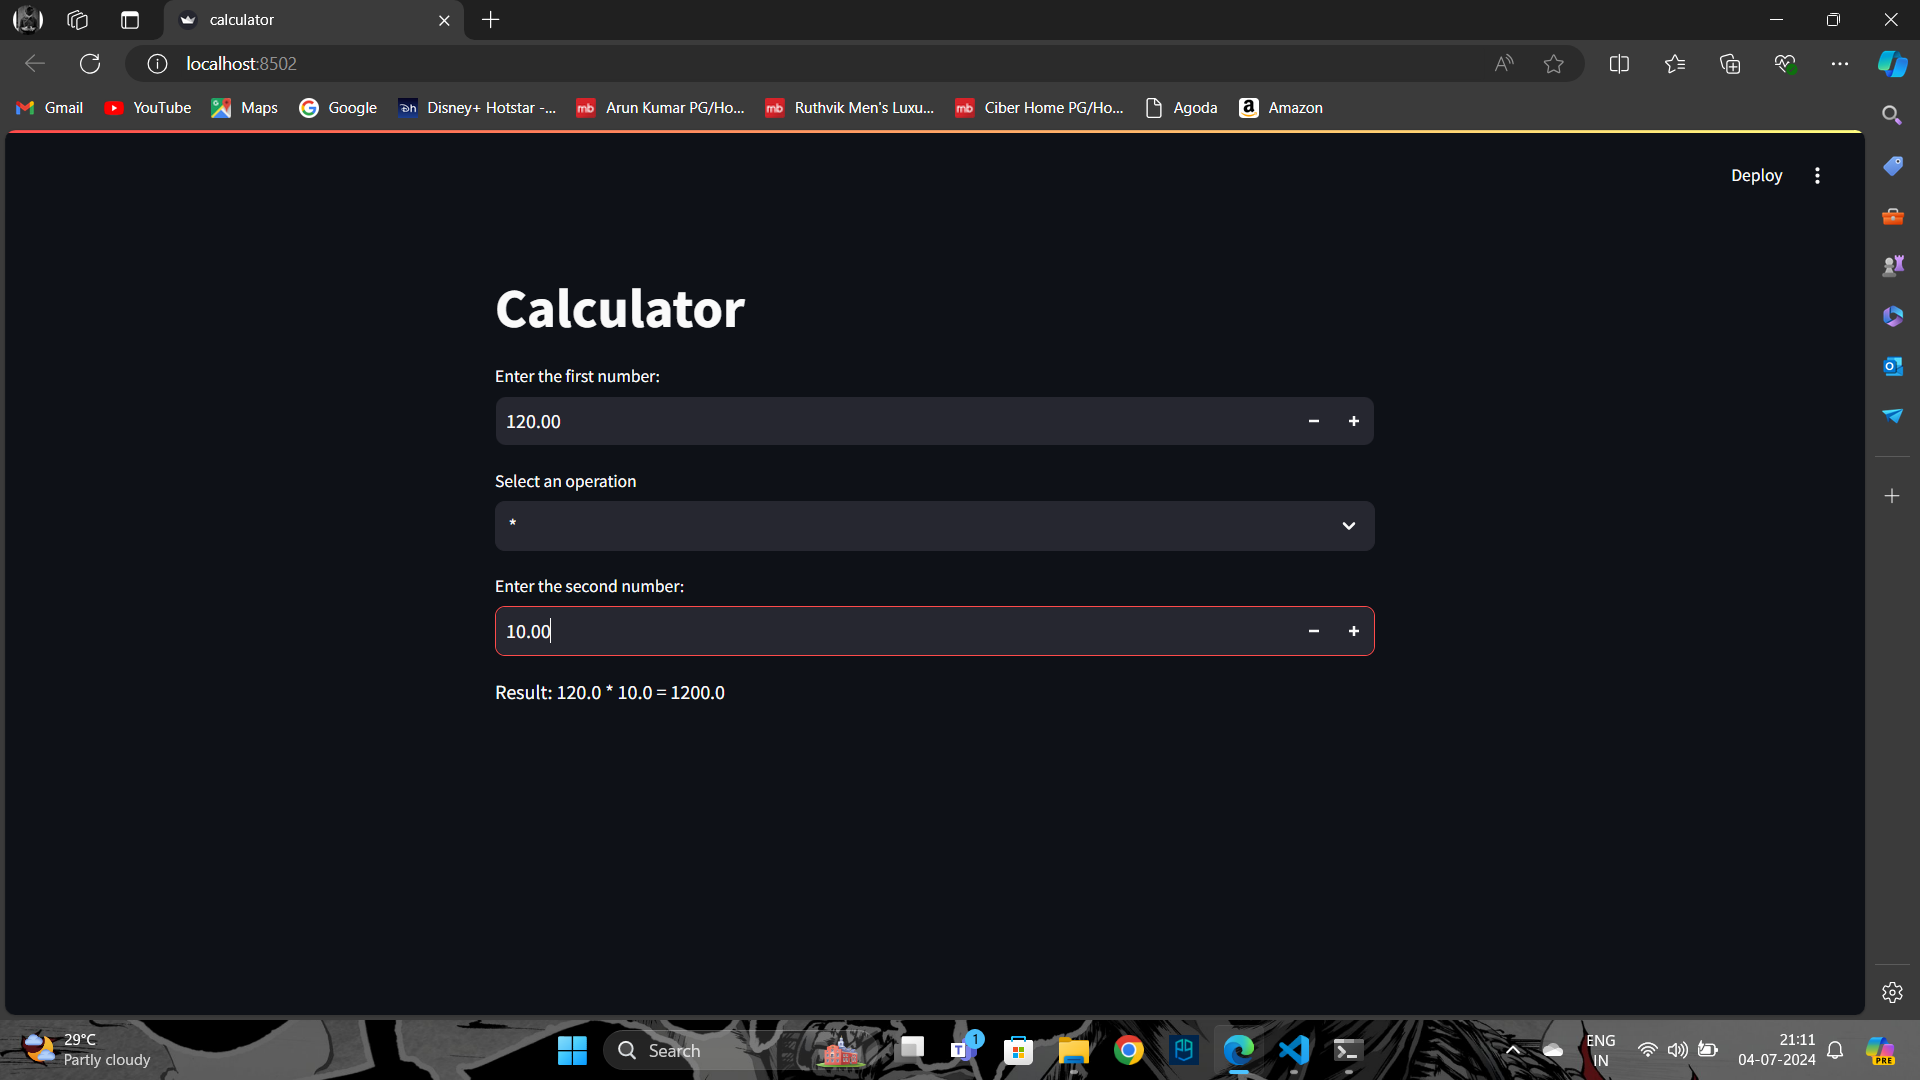 calculator
localhost:8502
Gmail YouTube Maps Google Disney+ Hotstar -... Arun Kumar PG/Ho... Ruthvik Men's Luxu... Ciber Home PG/Ho... Agoda Amazon
Deploy
Calculator
Enter the first number:
120.00
Select an operation
*
Enter the second number:
10.00
Result: 120.0 * 10.0 = 1200.0
29°C
Partly cloudy
Search
1
ENG
IN
21:11
04-07-2024
PRE